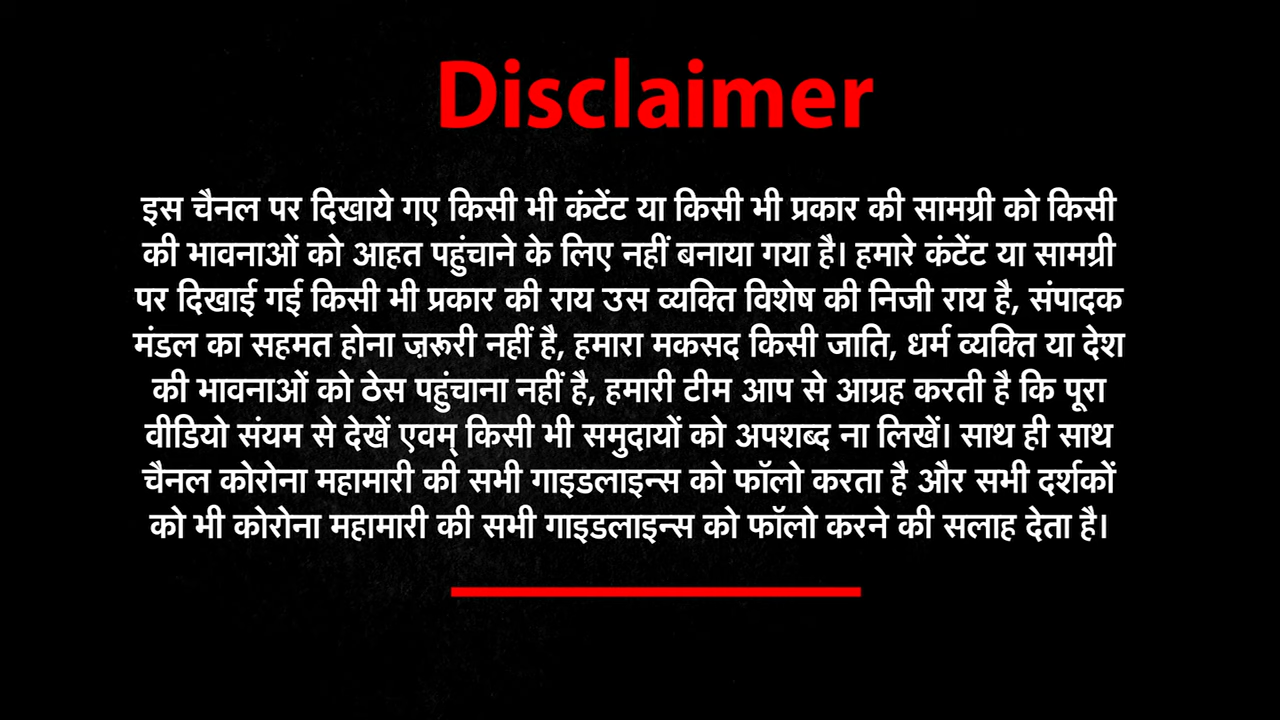 Disclaimer
इस चैनल पर दिखाये गए किसी भी कंटेंट या किसी भी प्रकार की सामग्री को किसी
की भावनाओं को आहत पहुंचाने के लिए नहीं बनाया गया है। हमारे कंटेंट या सामग्री
पर दिखाई गई किसी भी प्रकार की राय उस व्यक्ति विशेष की निजी राय है, संपादक
मंडल का सहमत होना ज़रूरी नहीं है, हमारा मकसद किसी जाति, धर्म व्यक्ति या देश
की भावनाओं को ठेस पहुंचाना नहीं है, हमारी टीम आप से आग्रह करती है कि पूरा
वीडियो संयम से देखें एवम् किसी भी समुदायों को अपशब्द ना लिखें। साथ ही साथ
चैनल कोरोना महामारी की सभी गाइडलाइन्स को फॉलो करता है और सभी दर्शकों
को भी कोरोना महामारी की सभी गाइडलाइन्स को फॉलो करने की सलाह देता है।